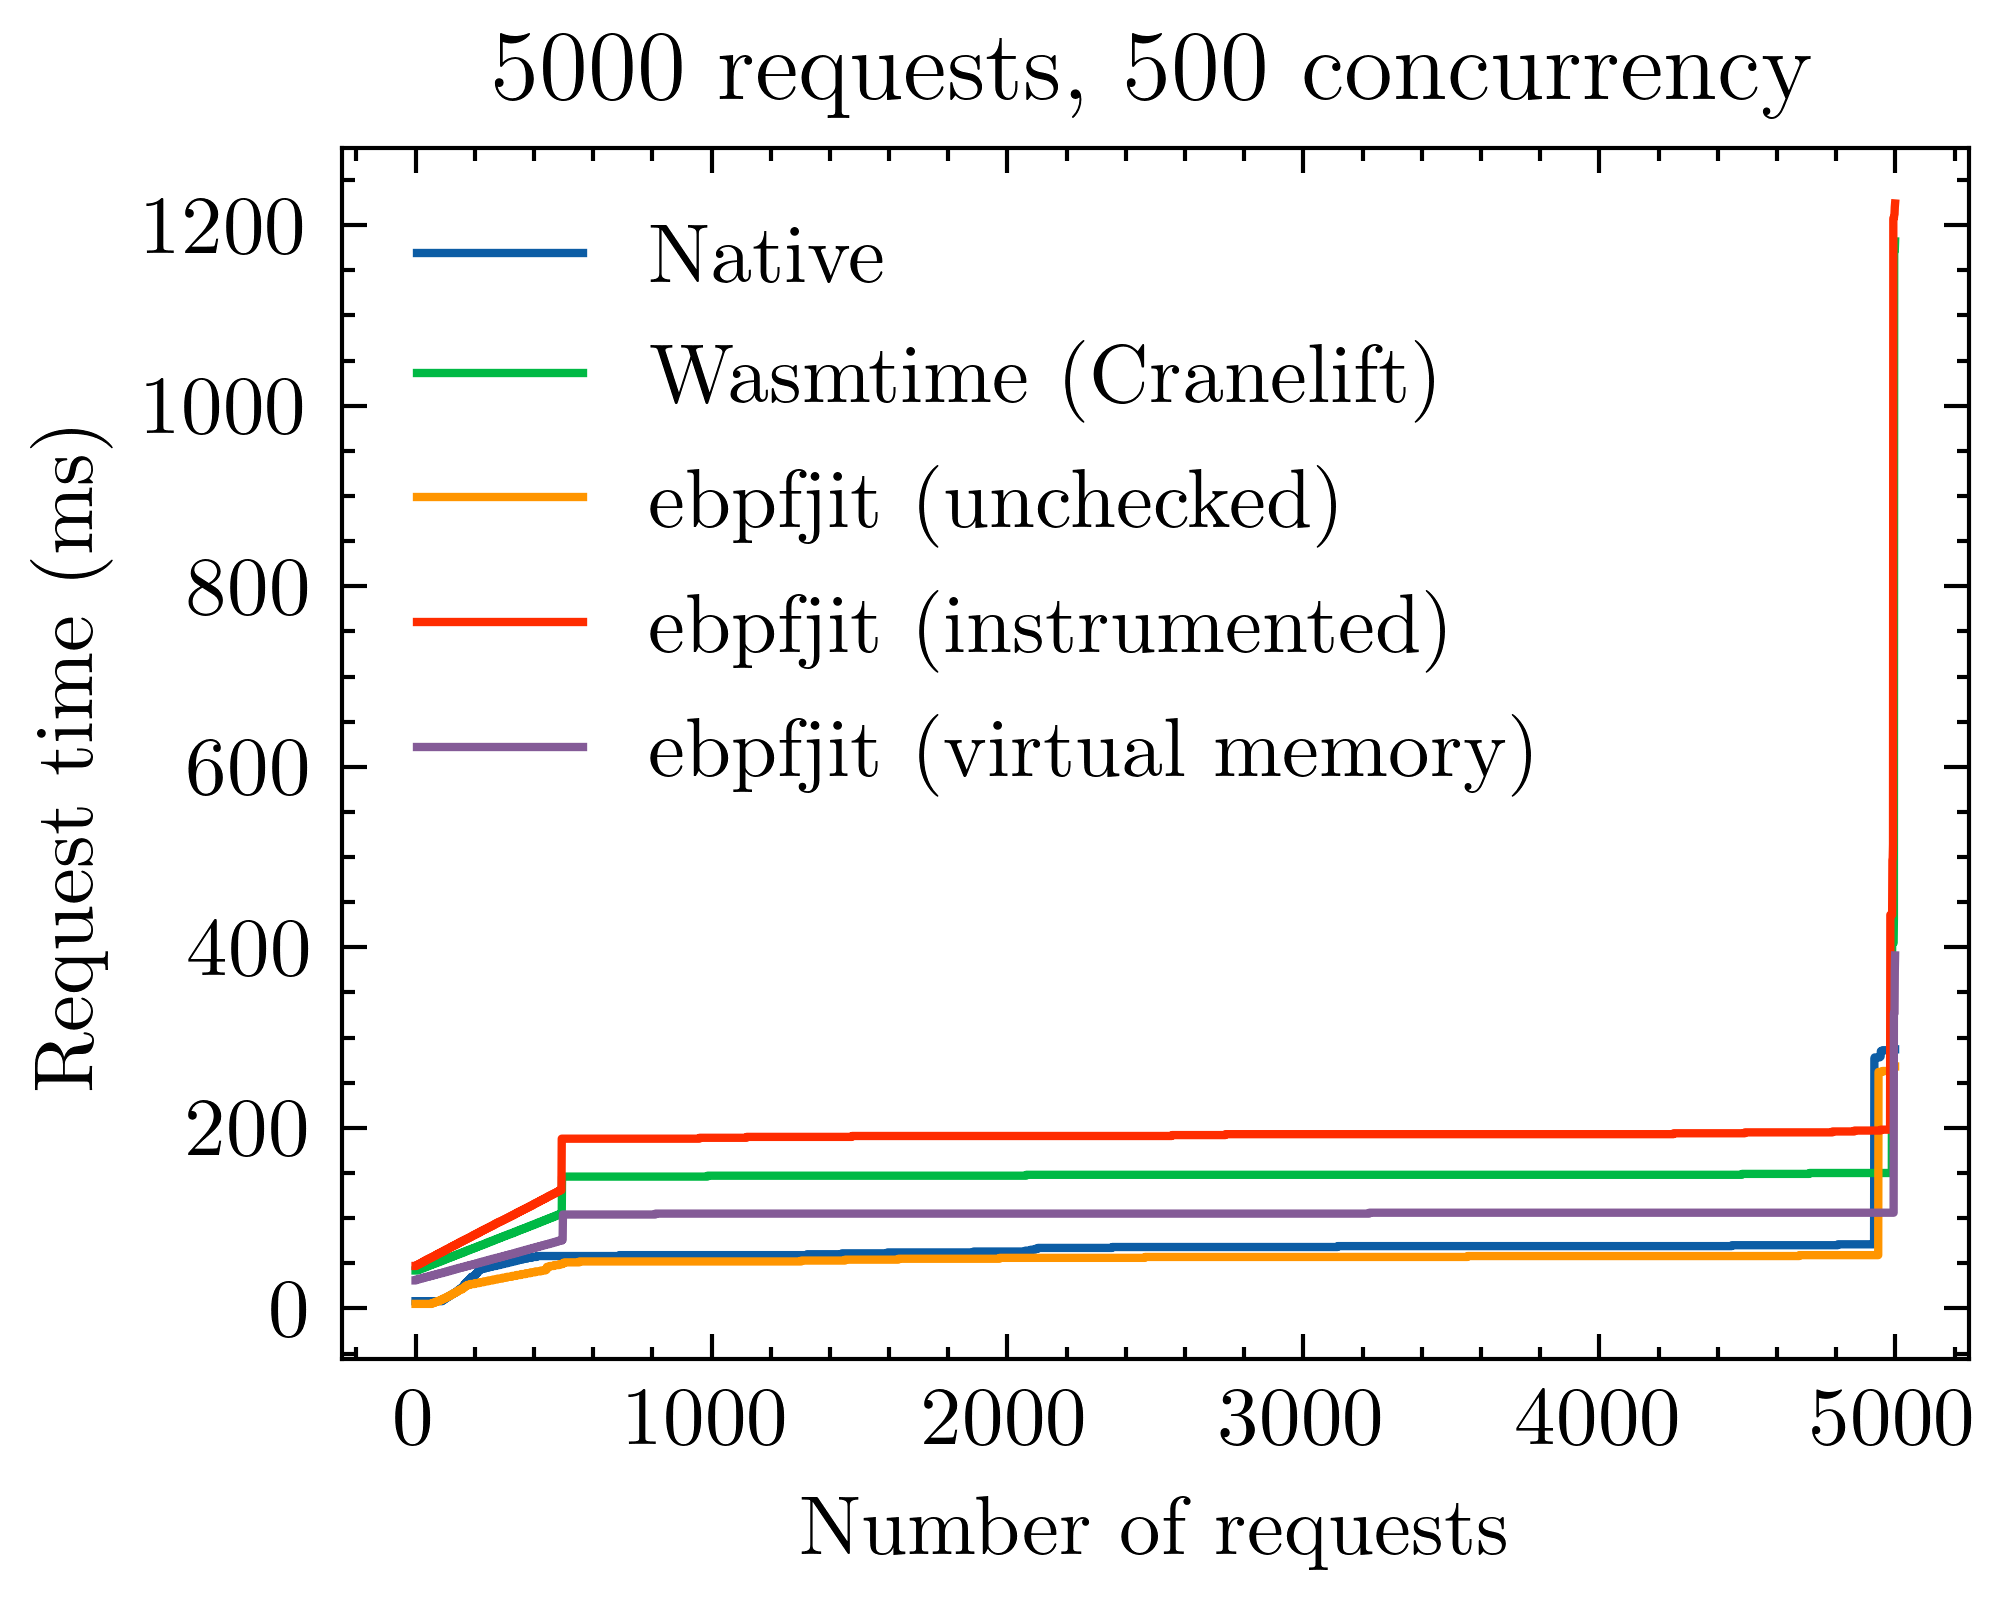 5000 requests, 500 concurrency
1200
1000
800
600
400
200
0
Request time (ms)
Native
Wasmtime (Cranelift)
ebpfjit (unchecked)
ebpfjit (instrumented)
ebpfjit (virtual memory)
0 1000 2000 3000 4000 5000
Number of requests